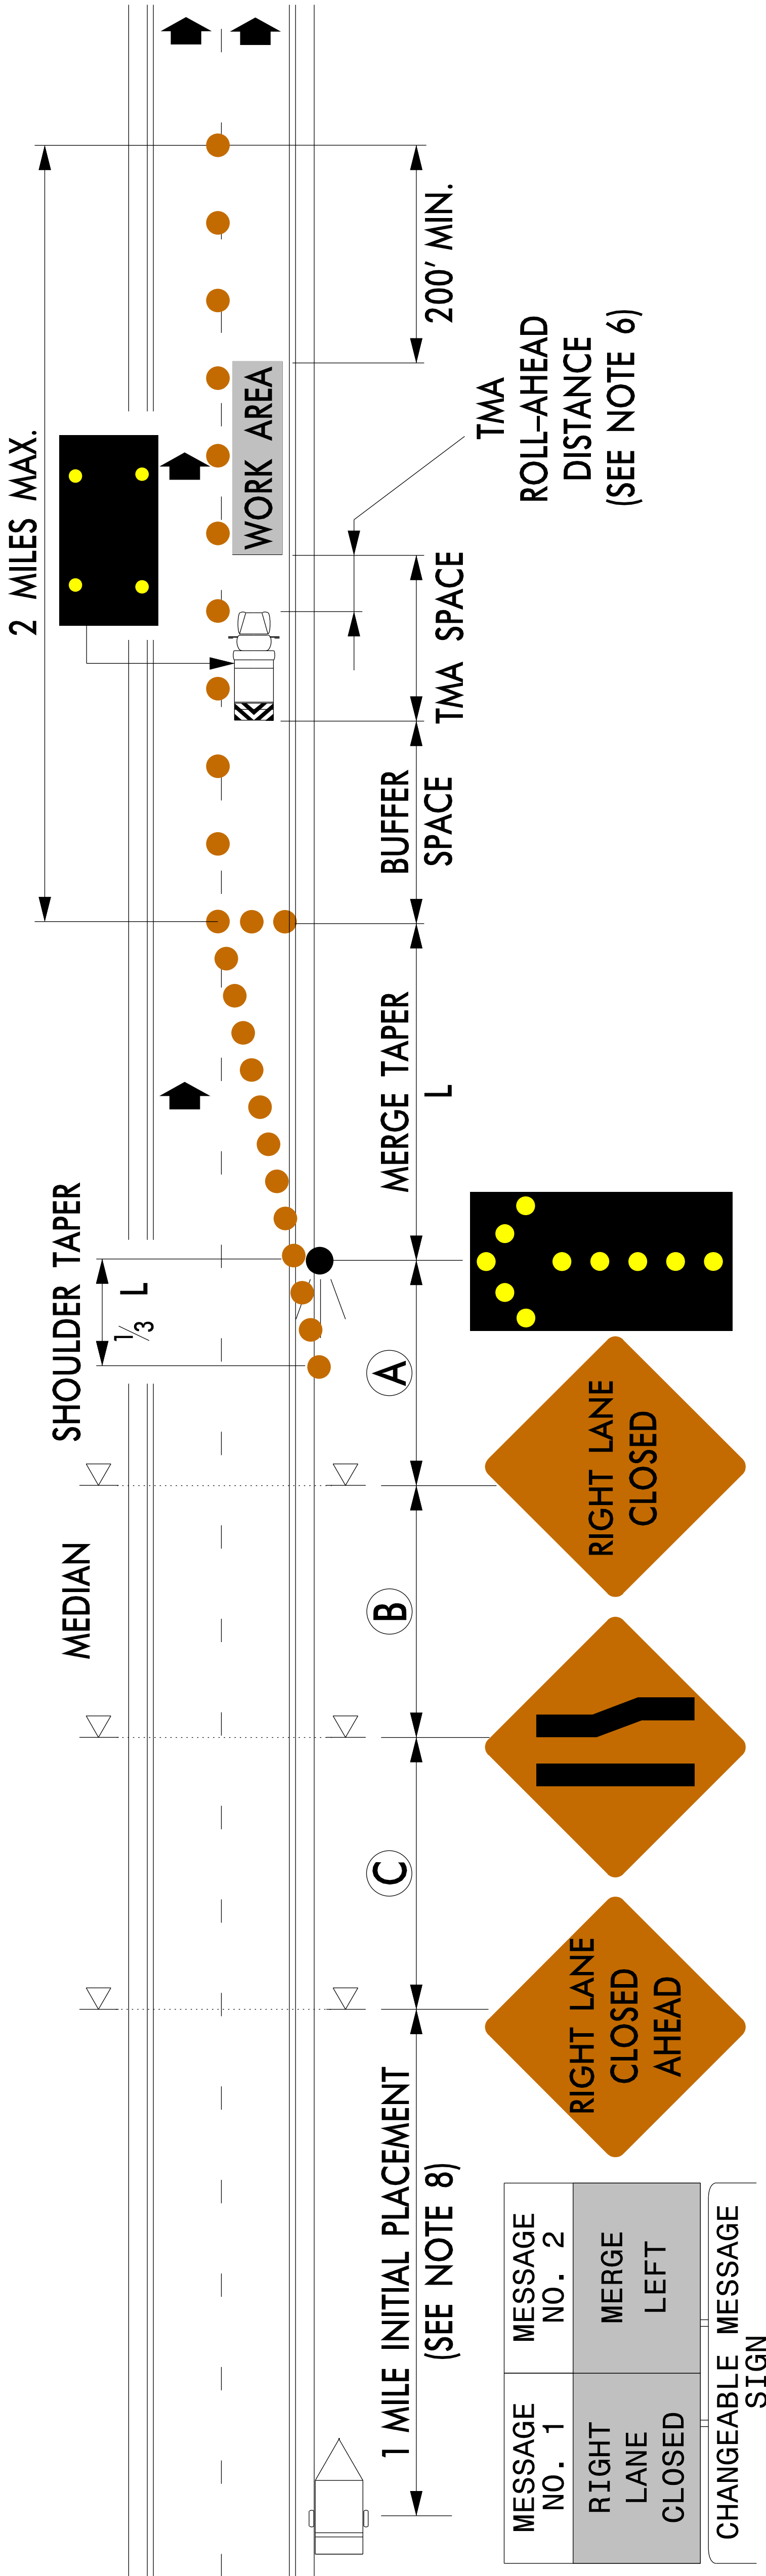 2 MILES MAX.
200' MIN.
WORK AREA
TMA
ROLL–AHEAD
DISTANCE
(SEE NOTE 6)
TMA SPACE
BUFFER
SPACE
MERGE TAPER
L
SHOULDER TAPER
1/3 L
A
MEDIAN
B
C
RIGHT LANE
CLOSED
RIGHT LANE
CLOSED
AHEAD
1 MILE INITIAL PLACEMENT
(SEE NOTE 8)
MESSAGE
NO. 1
MESSAGE
NO. 2
RIGHT
LANE
CLOSED
MERGE
LEFT
CHANGEABLE MESSAGE
SIGN